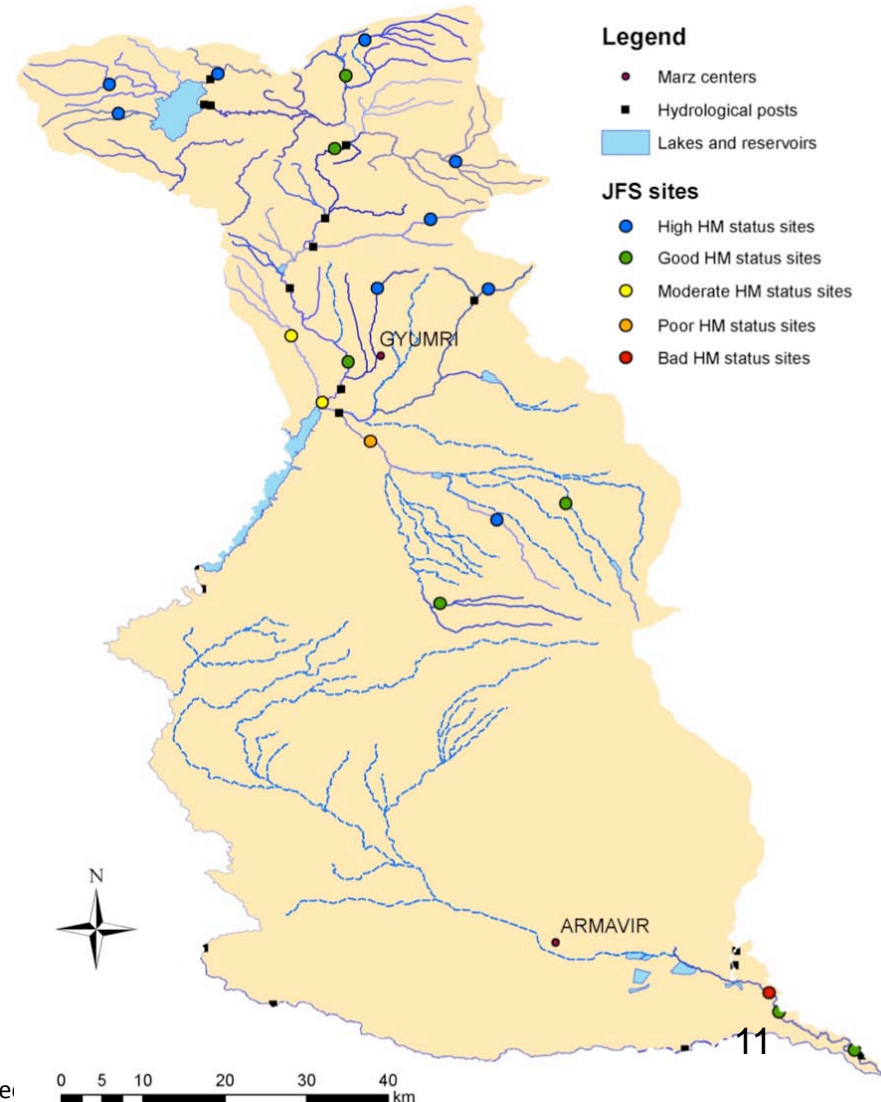 Legend
Marz centers
Hydrological posts
Lakes and reservoirs
JFS sites
High HM status sites
Good HM status sites
Moderate HM status sites
Poor HM status sites
Bad HM status sites
GYUMRI
N
ARMAVIR
11
0 5 10 20 30 40
km